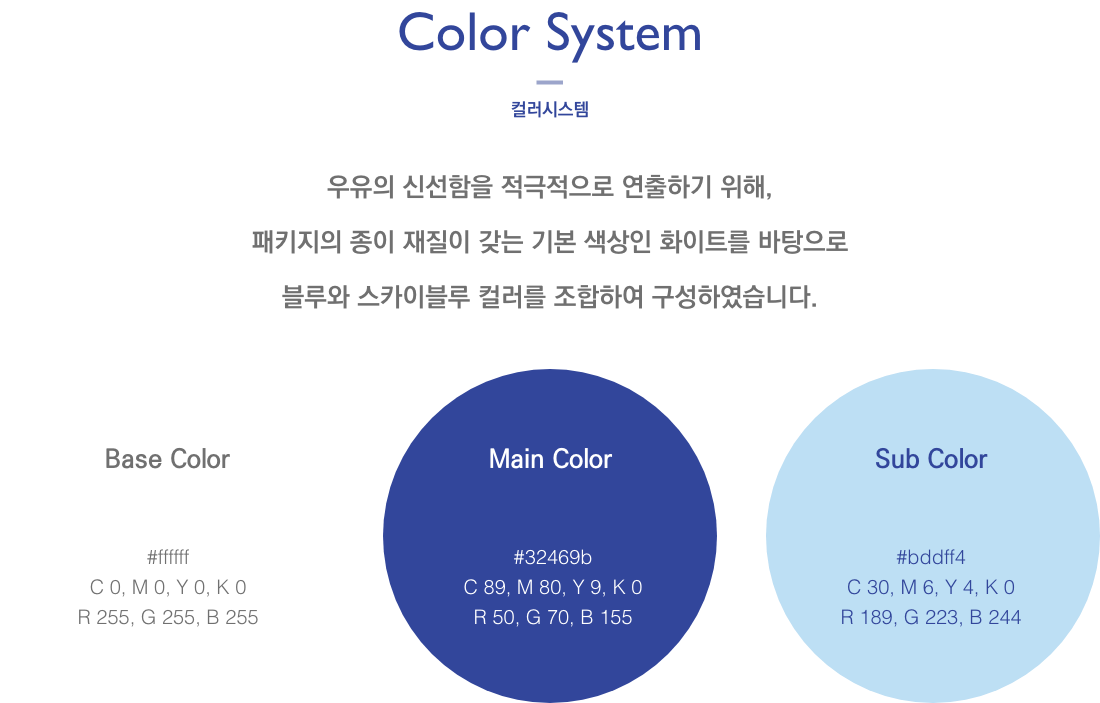 Color System
컬러시스템
우유의 신선함을 적극적으로 연출하기 위해,
패키지의 종이 재질이 갖는 기본 색상인 화이트를 바탕으로
블루와 스카이블루 컬러를 조합하여 구성하였습니다.
Base Color
#ffffff
C 0, M 0, Y 0, K 0
R 255, G 255, B 255
Main Color
#32469b
C 89, M 80, Y 9, K 0
R 50, G 70, B 155
Sub Color
#bddff4
C 30, M 6, Y 4, K 0
R 189, G 223, B 244